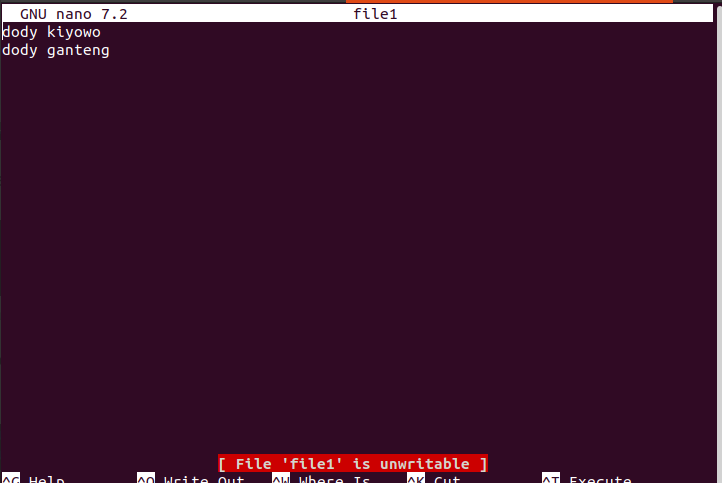 GNU nano 7.2 file1
dody kiyowo
dody ganteng
[ File 'file1' is unwritable ]
^G Help ^O Write Out ^W Where Is ^K Cut ^T Execute